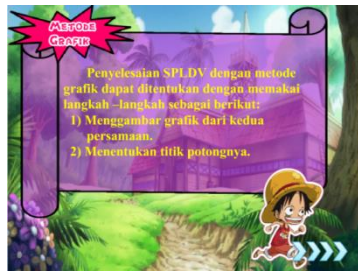 METODE
GRAFIK
Penyelesaian SPLDV dengan metode
grafik dapat ditentukan dengan memakai
langkah –langkah sebagai berikut:
1) Menggambar grafik dari kedua
persamaan.
2) Menentukan titik potongnya.